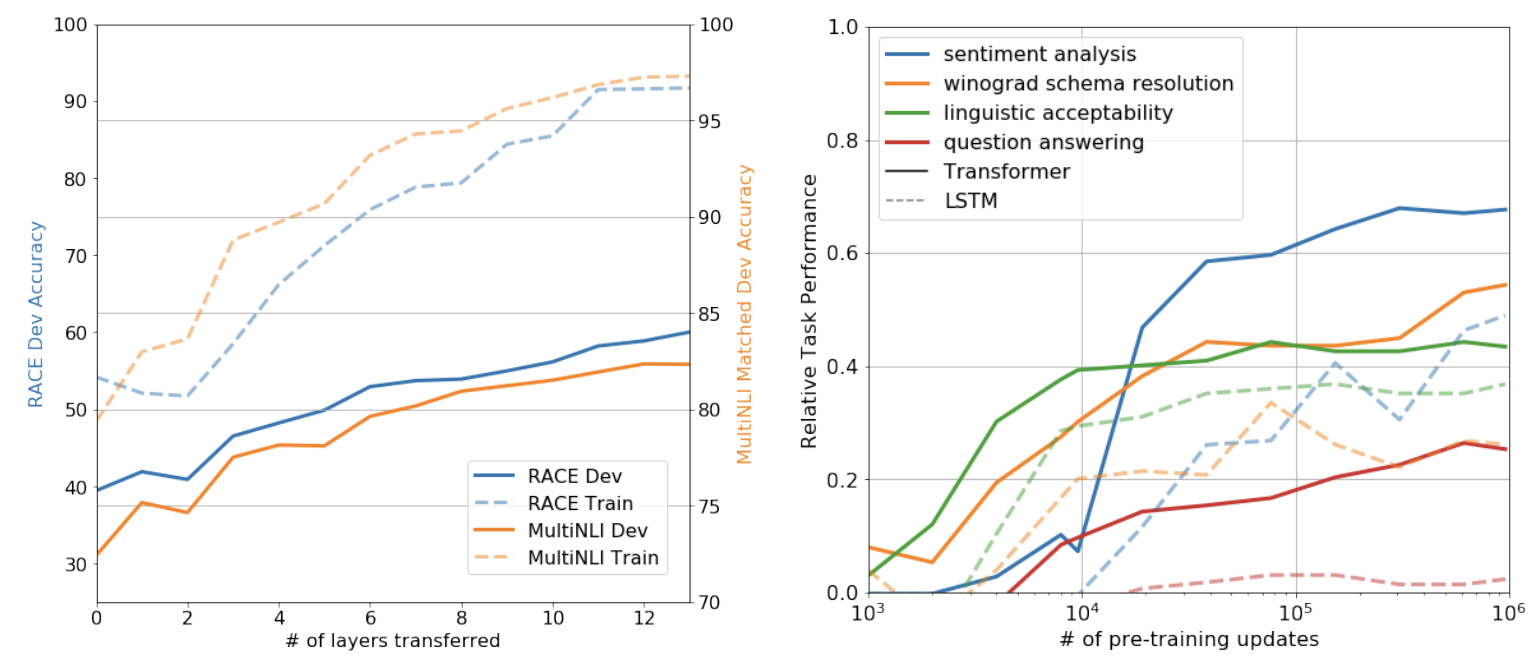 100
90
80
70
60
50
40
30
RACE Dev Accuracy
0 2 4 6 8 10 12
# of layers transferred
100
95
90
85
80
75
70
MultiNLI Matched Dev Accuracy
RACE Dev
RACE Train
MultiNLI Dev
MultiNLI Train
1.0
0.8
0.6
0.4
0.2
0.0
Relative Task Performance
sentiment analysis
winograd schema resolution
linguistic acceptability
question answering
Transformer
LSTM
10³ 10⁴ 10⁵ 10⁶
# of pre-training updates